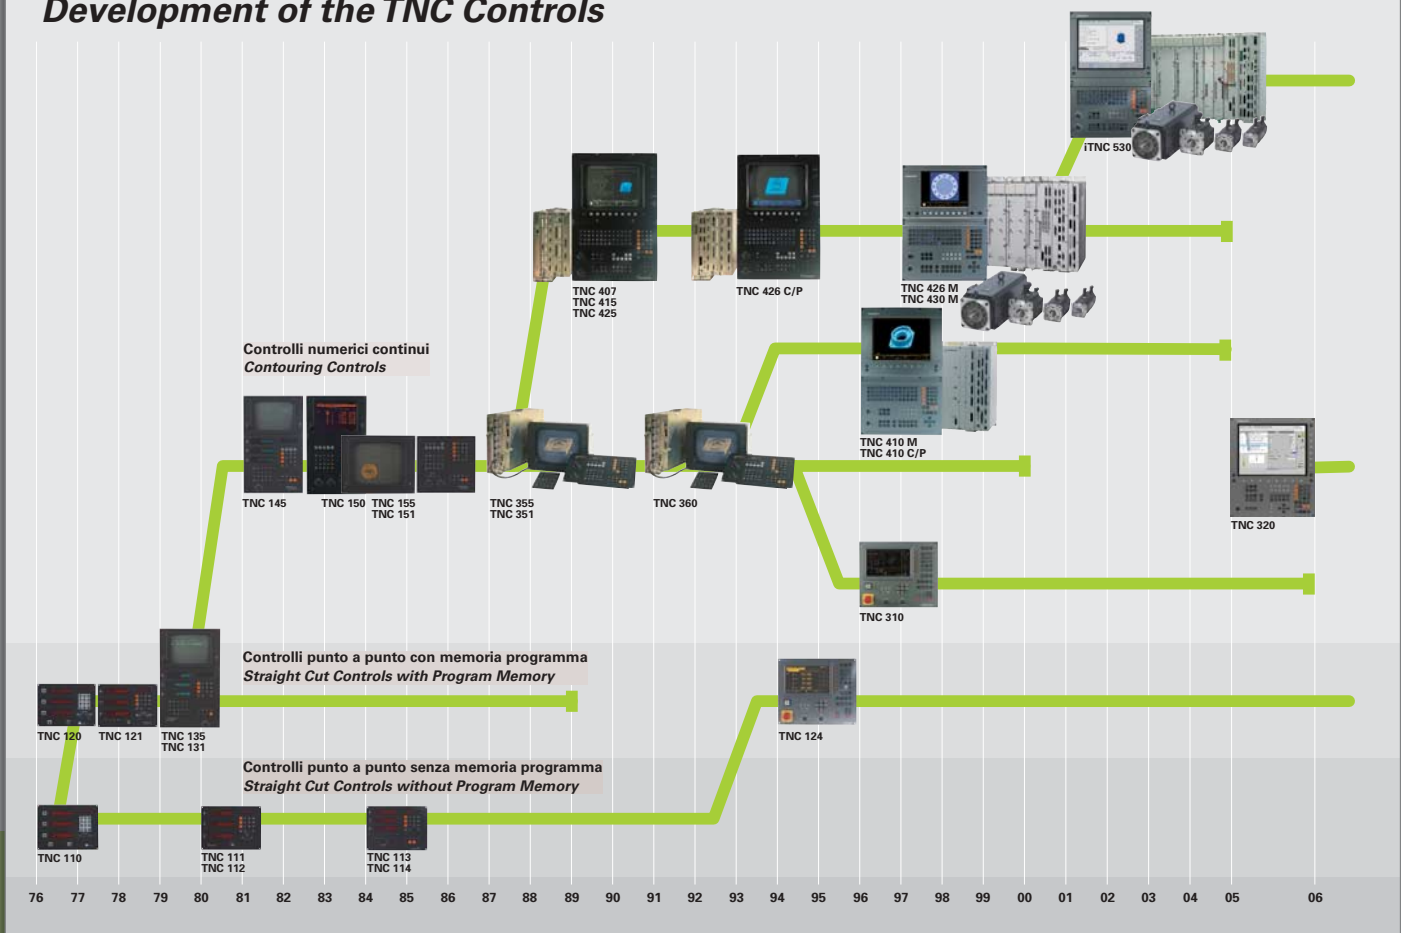 Development of the TNC Controls
iTNC 530
TNC 407
TNC 415
TNC 425
TNC 426 C/P
TNC 426 M
TNC 430 M
Controlli numerici continui
Contouring Controls
TNC 410 M
TNC 410 C/P
TNC 145
TNC 150
TNC 155
TNC 151
TNC 355
TNC 351
TNC 360
TNC 320
TNC 310
Controlli punto a punto con memoria programma
Straight Cut Controls with Program Memory
TNC 120
TNC 121
TNC 135
TNC 131
TNC 124
Controlli punto a punto senza memoria programma
Straight Cut Controls without Program Memory
TNC 110
TNC 111
TNC 112
TNC 113
TNC 114
76 77 78 79 80 81 82 83 84 85 86 87 88 89 90 91 92 93 94 95 96 97 98 99 00 01 02 03 04 05 06